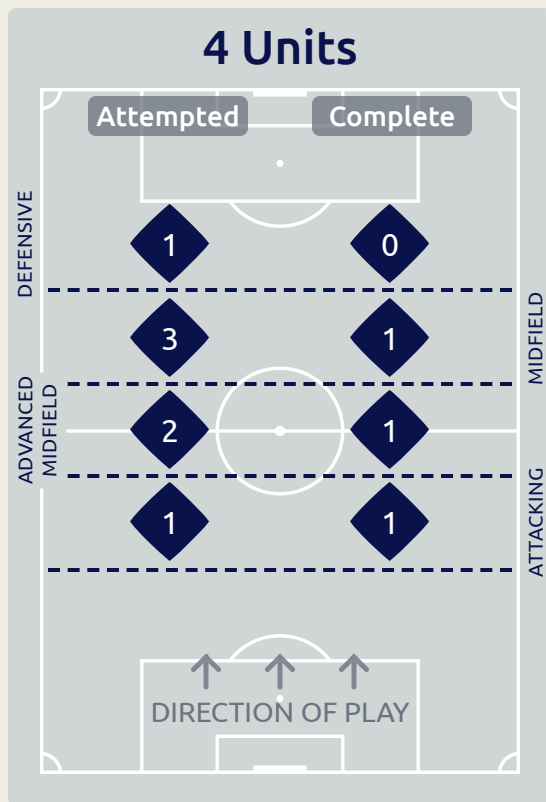 4 Units
Attempted Complete
DEFENSIVE
1 0
MIDFIELD
3 1
ADVANCED
MIDFIELD
2 1
ATTACKING
1 1
DIRECTION OF PLAY